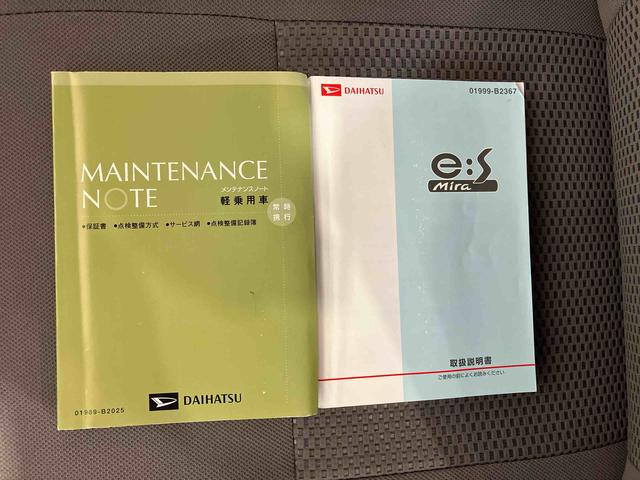 MAINTENANCE
NOTE
メンテナンスノート
軽乗用車
常時
携行
●保証書 ●点検整備方式 ●サービス網 ●点検整備記録簿
01989-B2025
DAIHATSU
DAIHATSU
01999-B2367
e:S
Mira
取扱説明書
ご使用の前によくお読みください。